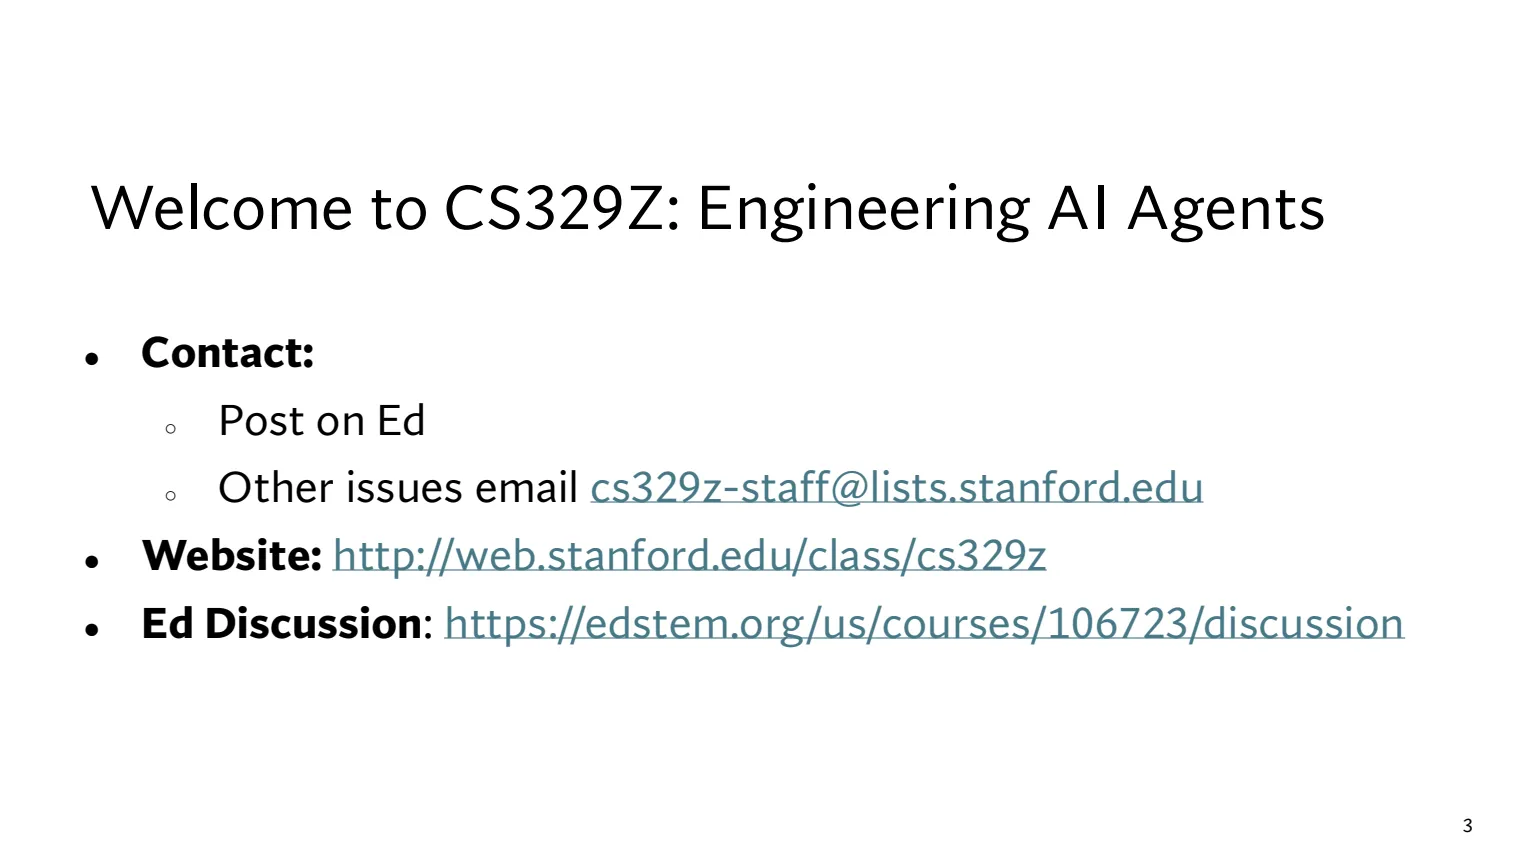 Welcome to CS329Z: Engineering AI Agents
● Contact:
○ Post on Ed
○ Other issues email cs329z-staff@lists.stanford.edu
● Website: http://web.stanford.edu/class/cs329z
● Ed Discussion: https://edstem.org/us/courses/106723/discussion
3